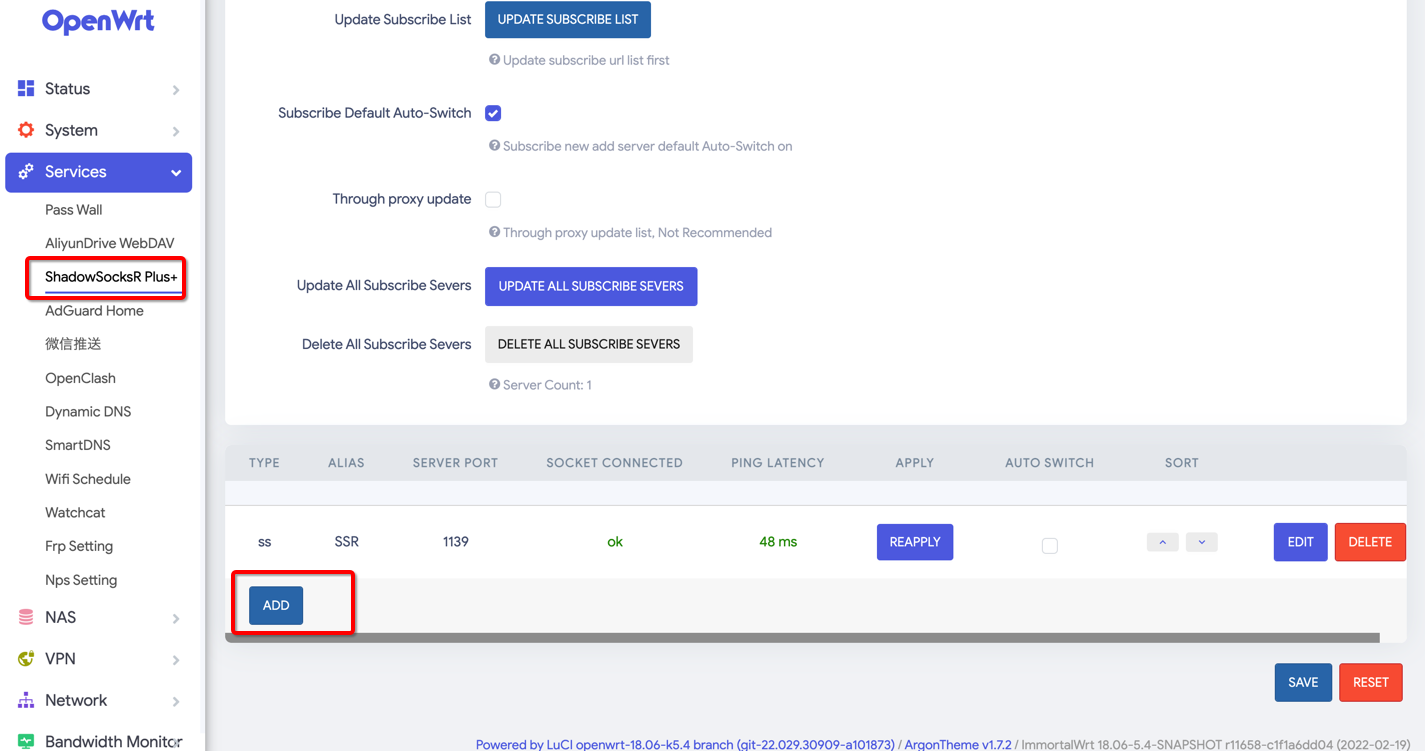 OpenWrt
Status
System
Services
Pass Wall
AliyunDrive WebDAV
ShadowSocksR Plus+
AdGuard Home
微信推送
OpenClash
Dynamic DNS
SmartDNS
Wifi Schedule
Watchcat
Frp Setting
Nps Setting
NAS
VPN
Network
Bandwidth Monitor
Update Subscribe List UPDATE SUBSCRIBE LIST
Update subscribe url list first
Subscribe Default Auto-Switch
Subscribe new add server default Auto-Switch on
Through proxy update
Through proxy update list, Not Recommended
Update All Subscribe Severs UPDATE ALL SUBSCRIBE SEVERS
Delete All Subscribe Severs DELETE ALL SUBSCRIBE SEVERS
Server Count: 1
TYPE ALIAS SERVER PORT SOCKET CONNECTED PING LATENCY APPLY AUTO SWITCH SORT
ss SSR 1139 ok 48 ms REAPPLY EDIT DELETE
ADD
SAVE RESET
Powered by LuCI openwrt-18.06-k5.4 branch (git-22.029.30909-a101873) / ArgonTheme v1.7.2 / ImmortalWrt 18.06-5.4-SNAPSHOT r11658-c1f1a6dd04 (2022-02-19)